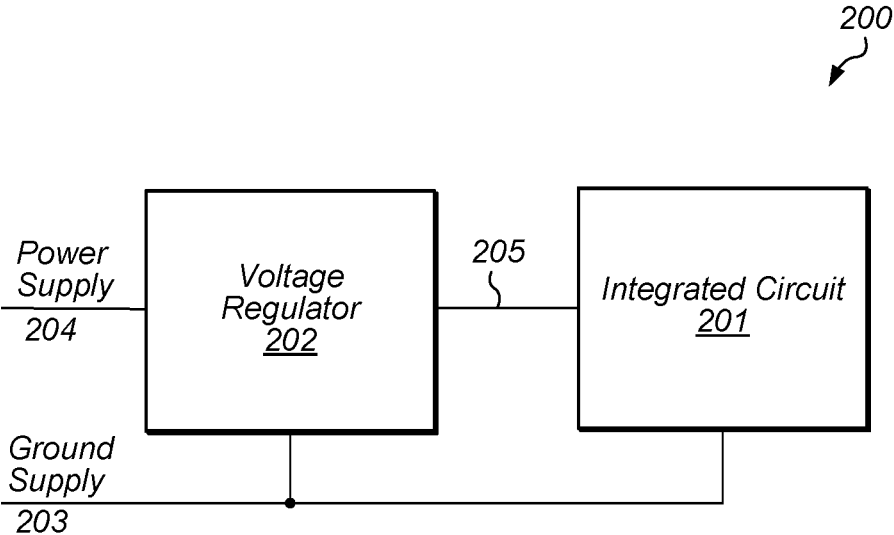 200
Power
Supply
204
Voltage
Regulator
202
205
Integrated Circuit
201
Ground
Supply
203